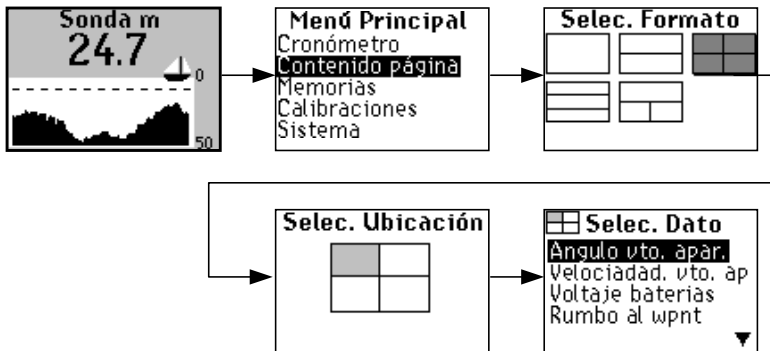 Sonda m
24.7
0
50
Menú Principal
Cronómetro
Contenido página
Memorias
Calibraciones
Sistema
Selec. Formato
Selec. Ubicación
Selec. Dato
Angulo vto. apar.
Velociadad. vto. ap
Voltaje baterias
Rumbo al wpnt